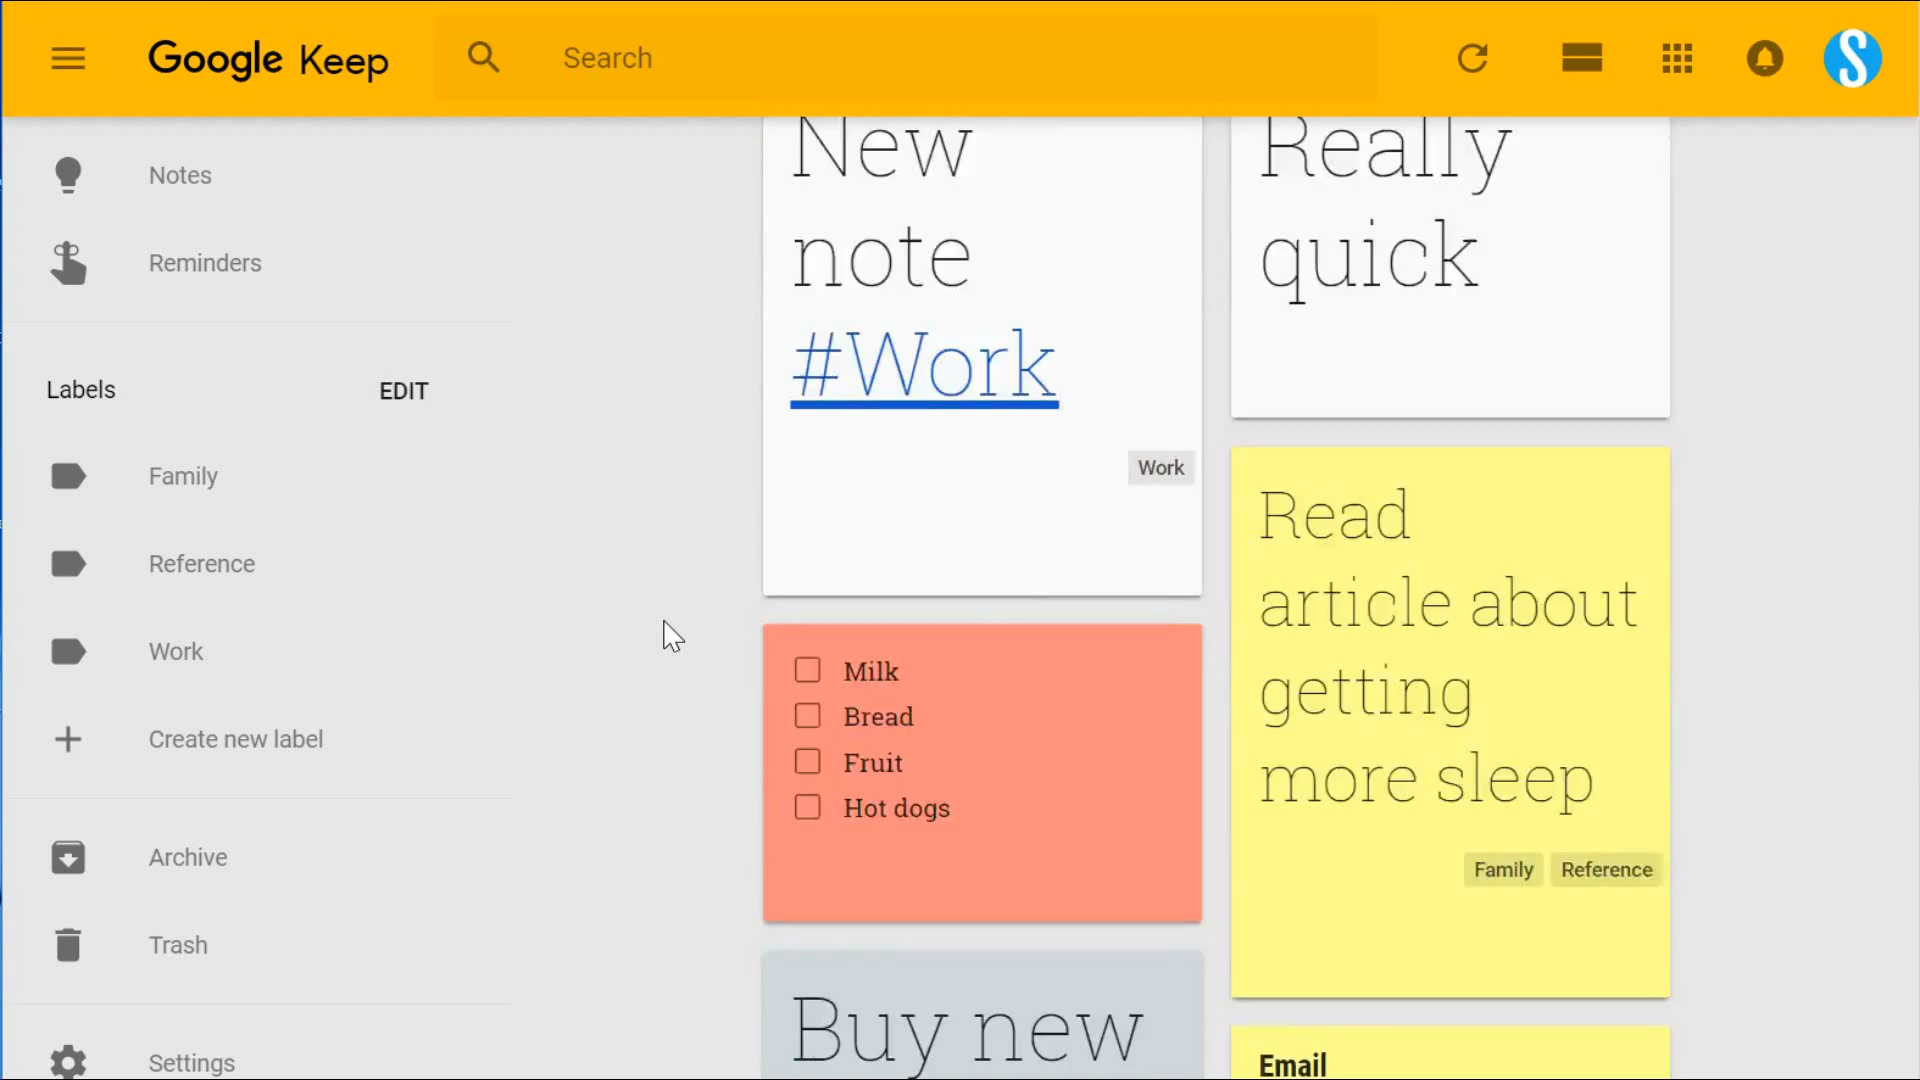 Google Keep
Search
Notes
Reminders
Labels
EDIT
Family
Reference
Work
Create new label
Archive
Trash
Settings
New
note
#Work
Work
Milk
Bread
Fruit
Hot dogs
Buy new
Really
quick
Read
article about
getting
more sleep
Family Reference
Email